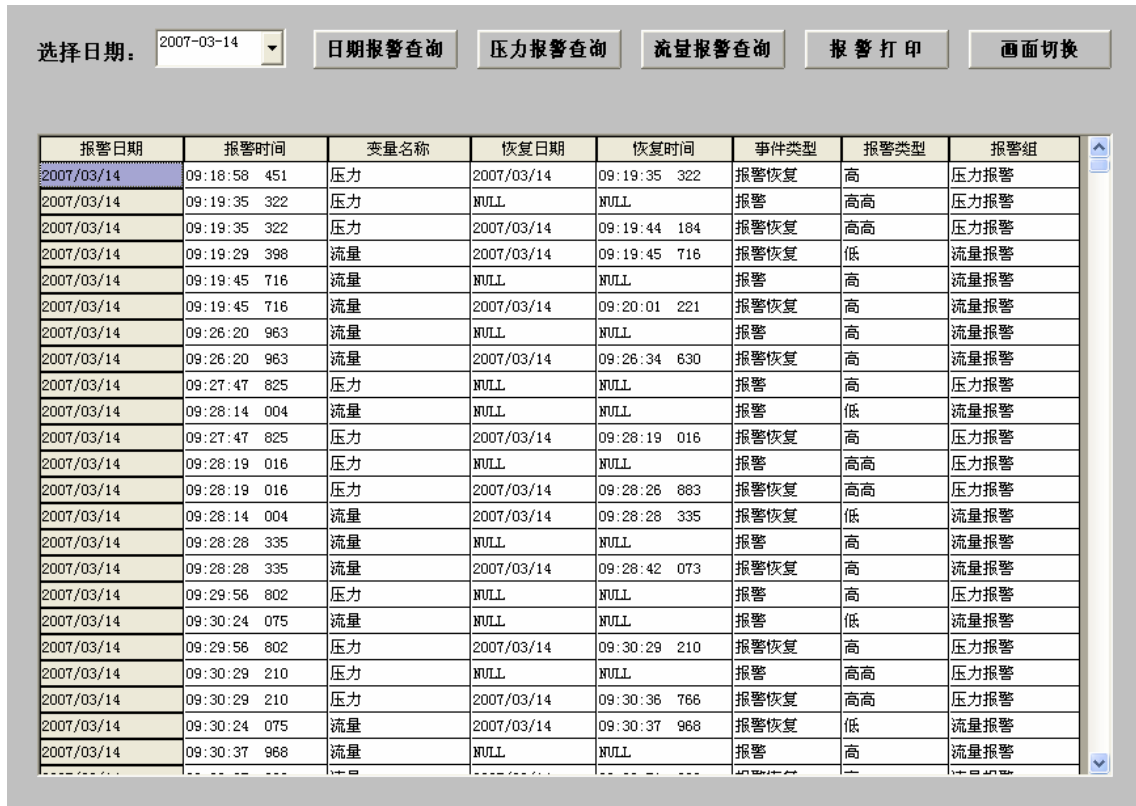 选择日期: 2007-03-14 日期报警查询 压力报警查询 流量报警查询 报警打印 画面切换
报警日期 报警时间 变量名称 恢复日期 恢复时间 事件类型 报警类型 报警组
2007/03/14 09:18:58 451 压力 2007/03/14 09:19:35 322 报警恢复 高 压力报警
2007/03/14 09:19:35 322 压力 NULL NULL 报警 高高 压力报警
2007/03/14 09:19:35 322 压力 2007/03/14 09:19:44 184 报警恢复 高高 压力报警
2007/03/14 09:19:29 398 流量 2007/03/14 09:19:45 716 报警恢复 低 流量报警
2007/03/14 09:19:45 716 流量 NULL NULL 报警 高 流量报警
2007/03/14 09:19:45 716 流量 2007/03/14 09:20:01 221 报警恢复 高 流量报警
2007/03/14 09:26:20 963 流量 NULL NULL 报警 高 流量报警
2007/03/14 09:26:20 963 流量 2007/03/14 09:26:34 630 报警恢复 高 流量报警
2007/03/14 09:27:47 825 压力 NULL NULL 报警 高 压力报警
2007/03/14 09:28:14 004 流量 NULL NULL 报警 低 流量报警
2007/03/14 09:27:47 825 压力 2007/03/14 09:28:19 016 报警恢复 高 压力报警
2007/03/14 09:28:19 016 压力 NULL NULL 报警 高高 压力报警
2007/03/14 09:28:19 016 压力 2007/03/14 09:28:26 883 报警恢复 高高 压力报警
2007/03/14 09:28:14 004 流量 2007/03/14 09:28:28 335 报警恢复 低 流量报警
2007/03/14 09:28:28 335 流量 NULL NULL 报警 高 流量报警
2007/03/14 09:28:28 335 流量 2007/03/14 09:28:42 073 报警恢复 高 流量报警
2007/03/14 09:29:56 802 压力 NULL NULL 报警 高 压力报警
2007/03/14 09:30:24 075 流量 NULL NULL 报警 低 流量报警
2007/03/14 09:29:56 802 压力 2007/03/14 09:30:29 210 报警恢复 高 压力报警
2007/03/14 09:30:29 210 压力 NULL NULL 报警 高高 压力报警
2007/03/14 09:30:29 210 压力 2007/03/14 09:30:36 766 报警恢复 高高 压力报警
2007/03/14 09:30:24 075 流量 2007/03/14 09:30:37 968 报警恢复 低 流量报警
2007/03/14 09:30:37 968 流量 NULL NULL 报警 高 流量报警